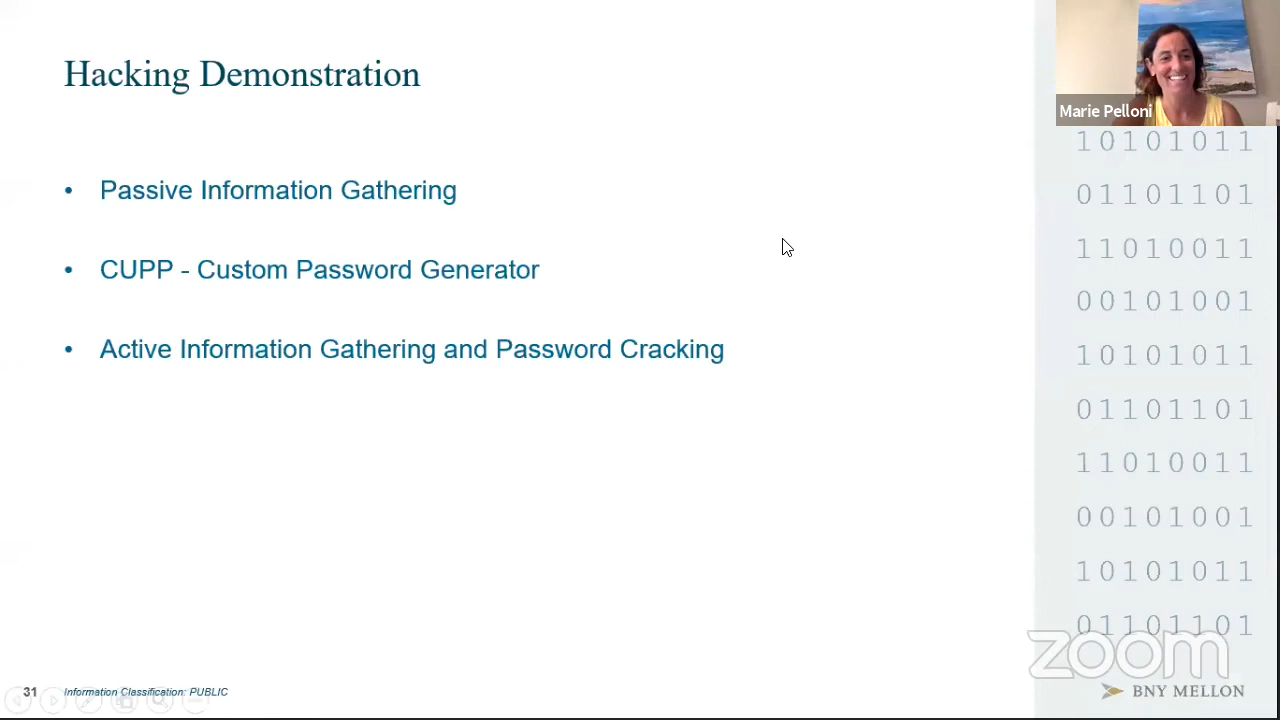 Hacking Demonstration
Marie Pelloni
• Passive Information Gathering
• CUPP - Custom Password Generator
• Active Information Gathering and Password Cracking
10101011
01101101
11010011
00101001
10101011
01101101
11010011
00101001
10101011
01101101
zoom
31 Information Classification: PUBLIC
BNY MELLON